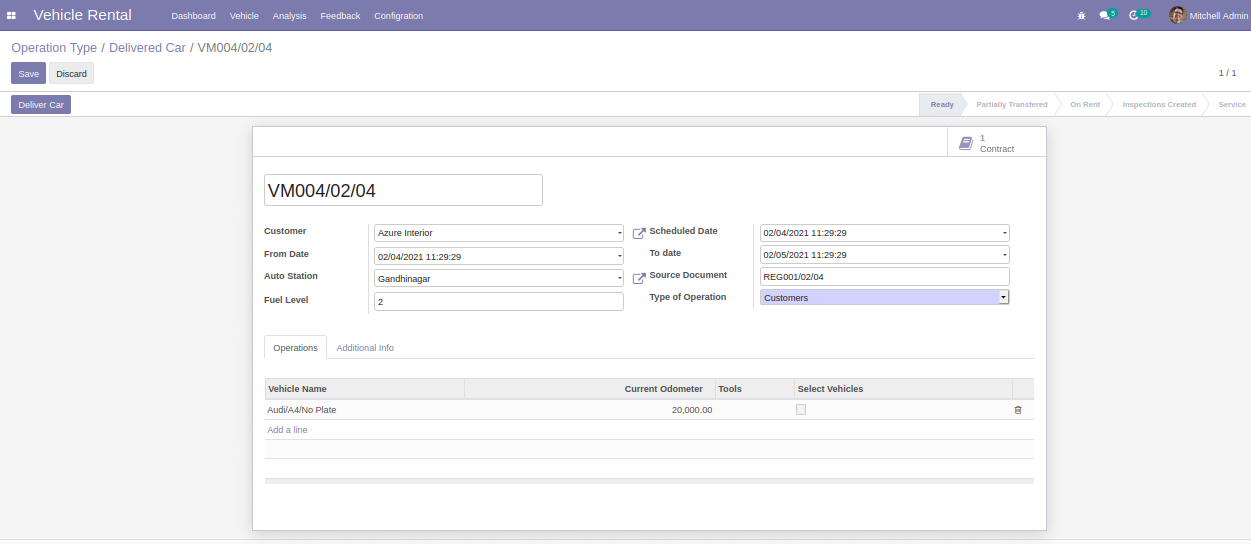 Vehicle Rental Dashboard Vehicle Analysis Feedback Configration 5 10 Mitchell Admin
Operation Type / Delivered Car / VM004/02/04
Save Discard 1 / 1
Deliver Car Ready Partially Transfered On Rent Inspections Created Service
1
Contract
VM004/02/04
Customer Azure Interior Scheduled Date 02/04/2021 11:29:29
From Date 02/04/2021 11:29:29 To date 02/05/2021 11:29:29
Auto Station Gandhinagar Source Document REG001/02/04
Fuel Level 2 Type of Operation Customers
Operations Additional Info
Vehicle Name Current Odometer Tools Select Vehicles
Audi/A4/No Plate 20,000.00
Add a line